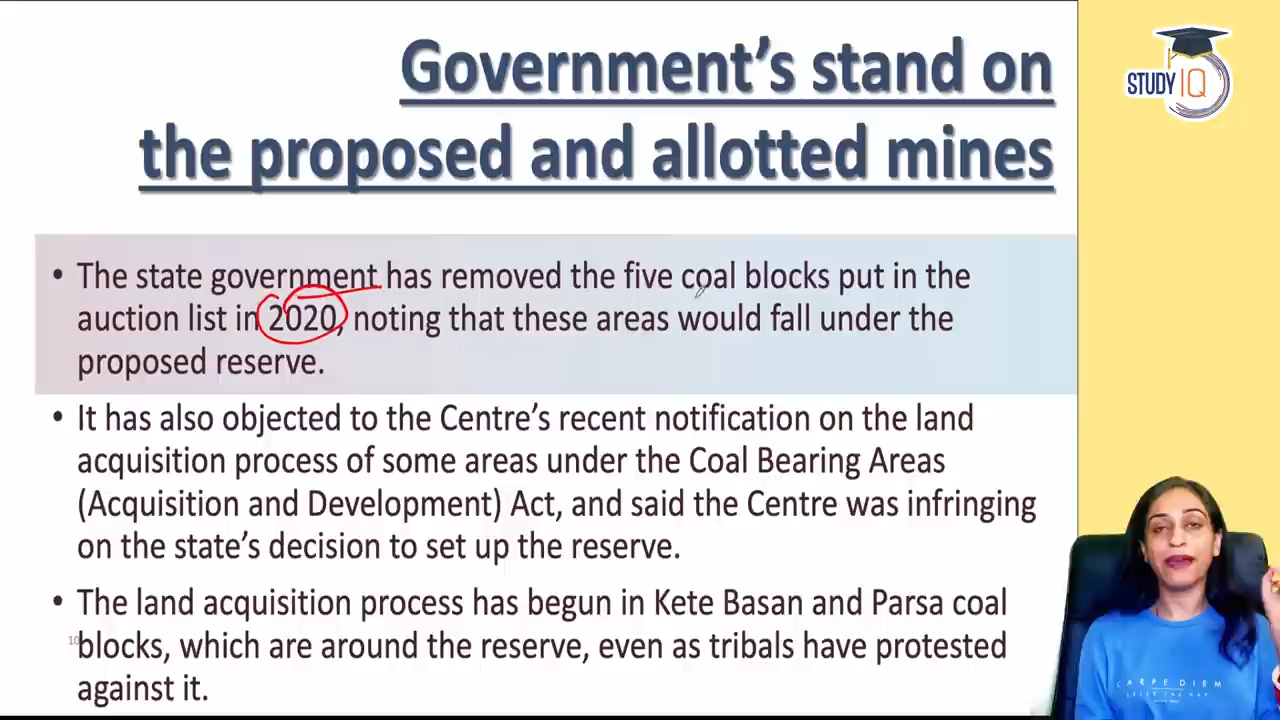 Government's stand on
the proposed and allotted mines
STUDY IQ
• The state government has removed the five coal blocks put in the
auction list in 2020, noting that these areas would fall under the
proposed reserve.
• It has also objected to the Centre's recent notification on the land
acquisition process of some areas under the Coal Bearing Areas
(Acquisition and Development) Act, and said the Centre was infringing
on the state's decision to set up the reserve.
• The land acquisition process has begun in Kete Basan and Parsa coal
blocks, which are around the reserve, even as tribals have protested
against it.
10
CARPE DIEM